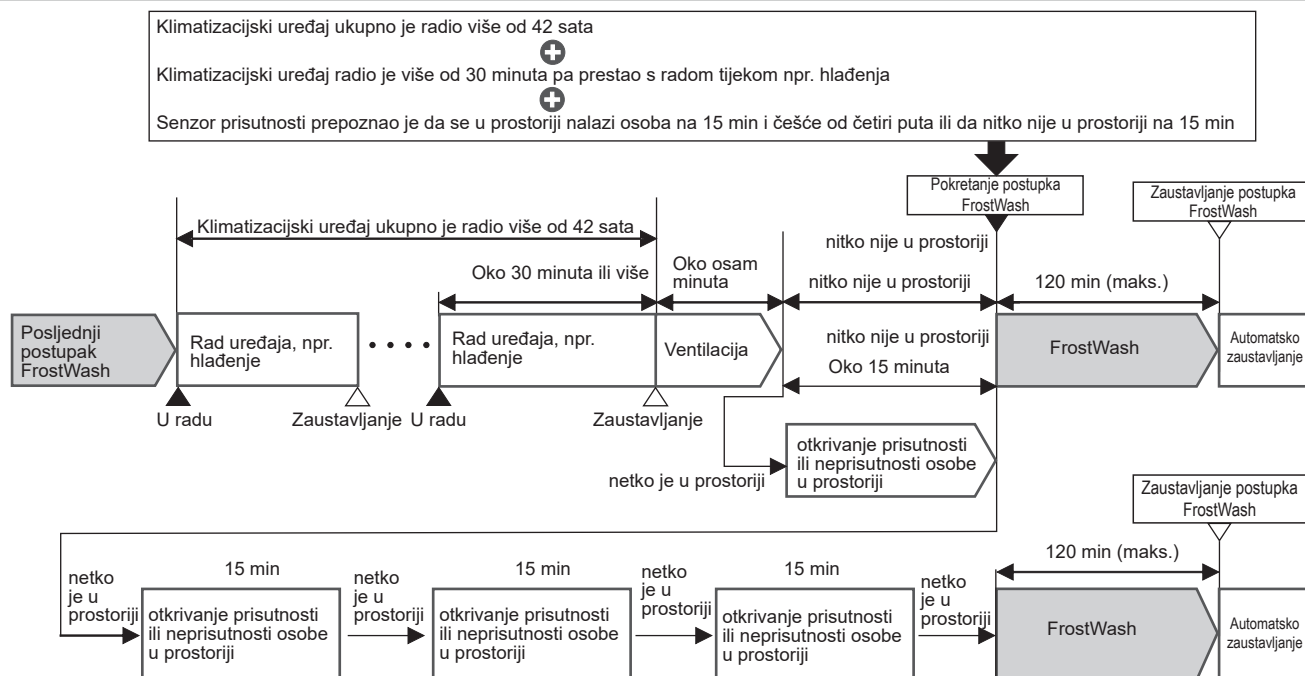 Klimatizacijski uređaj ukupno je radio više od 42 sata
Klimatizacijski uređaj radio je više od 30 minuta pa prestao s radom tijekom npr. hlađenja
Senzor prisutnosti prepoznao je da se u prostoriji nalazi osoba na 15 min i češće od četiri puta ili da nitko nije u prostoriji na 15 min
Pokretanje postupka
FrostWash
Zaustavljanje postupka
FrostWash
Klimatizacijski uređaj ukupno je radio više od 42 sata
nitko nije u prostoriji
Oko 30 minuta ili više
Oko osam
minuta
nitko nije u prostoriji
120 min (maks.)
Posljednji
postupak
FrostWash
Rad uređaja, npr.
hlađenje
Rad uređaja, npr.
hlađenje
Ventilacija
nitko nije u prostoriji
Oko 15 minuta
FrostWash
Automatsko
zaustavljanje
U radu
Zaustavljanje
U radu
Zaustavljanje
netko je u prostoriji
otkrivanje prisutnosti
ili neprisutnosti osobe
u prostoriji
Zaustavljanje postupka
FrostWash
120 min (maks.)
netko
je u
prostoriji
15 min
otkrivanje prisutnosti
ili neprisutnosti osobe
u prostoriji
netko
je u
prostoriji
15 min
otkrivanje prisutnosti
ili neprisutnosti osobe
u prostoriji
netko
je u
prostoriji
15 min
otkrivanje prisutnosti
ili neprisutnosti osobe
u prostoriji
netko
je u
prostoriji
FrostWash
Automatsko
zaustavljanje